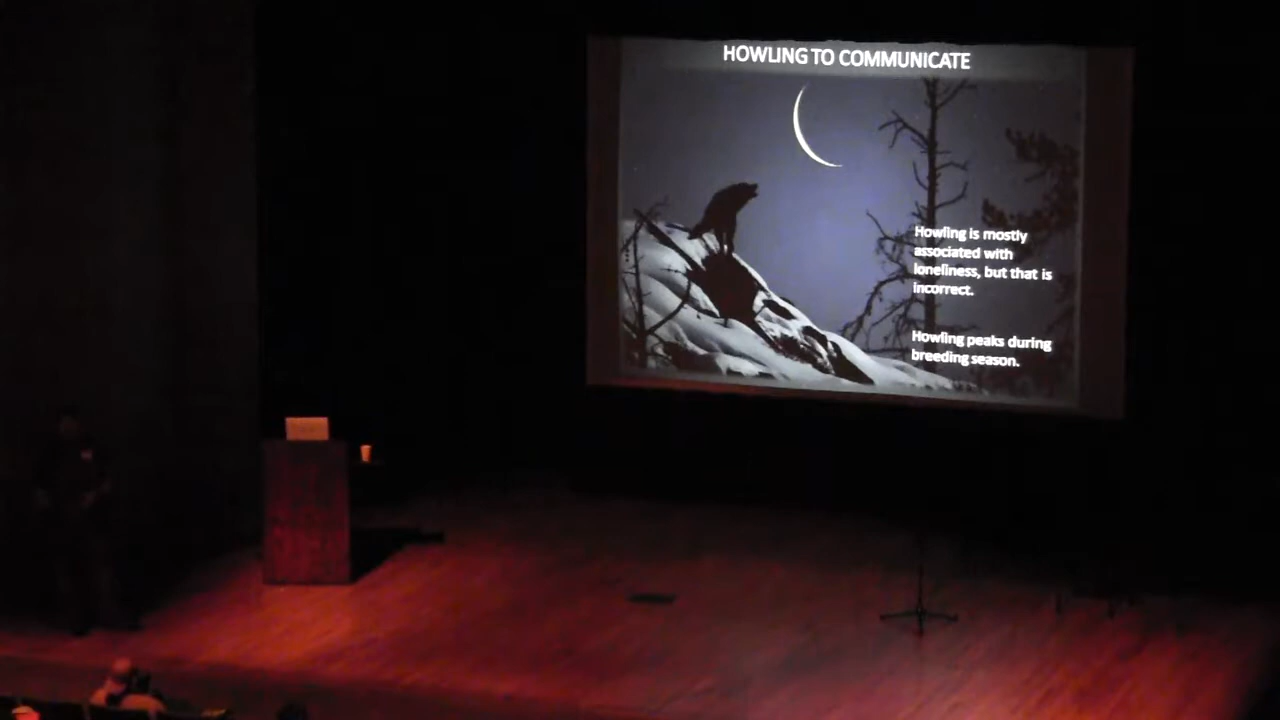 HOWLING TO COMMUNICATE
Howling is mostly
associated with
loneliness, but that is
incorrect.
Howling peaks during
breeding season.